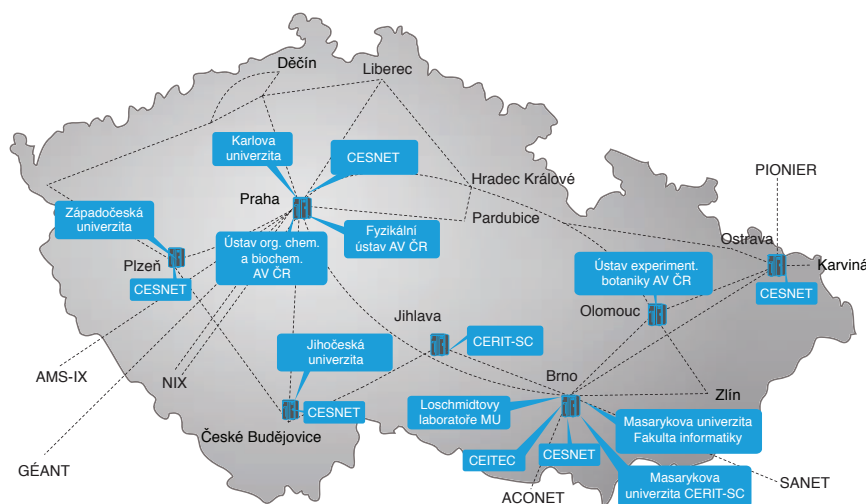 Děčín
Liberec
Karlova
univerzita
CESNET
PIONIER
Hradec Králové
Praha
Západočeská
univerzita
Fyzikální
ústav AV ČR
Pardubice
Ústav org. chem.
a biochem.
AV ČR
Ostrava
Plzeň
Karviná
Ústav experiment.
botaniky AV ČR
CESNET
CESNET
Olomouc
Jihlava
Jihočeská
univerzita
CERIT-SC
AMS-IX
NIX
Brno
Zlín
CESNET
Loschmidtovy
laboratoře MU
Masarykova univerzita
Fakulta informatiky
České Budějovice
CEITEC
CESNET
GÉANT
Masarykova
univerzita CERIT-SC
SANET
ACONET